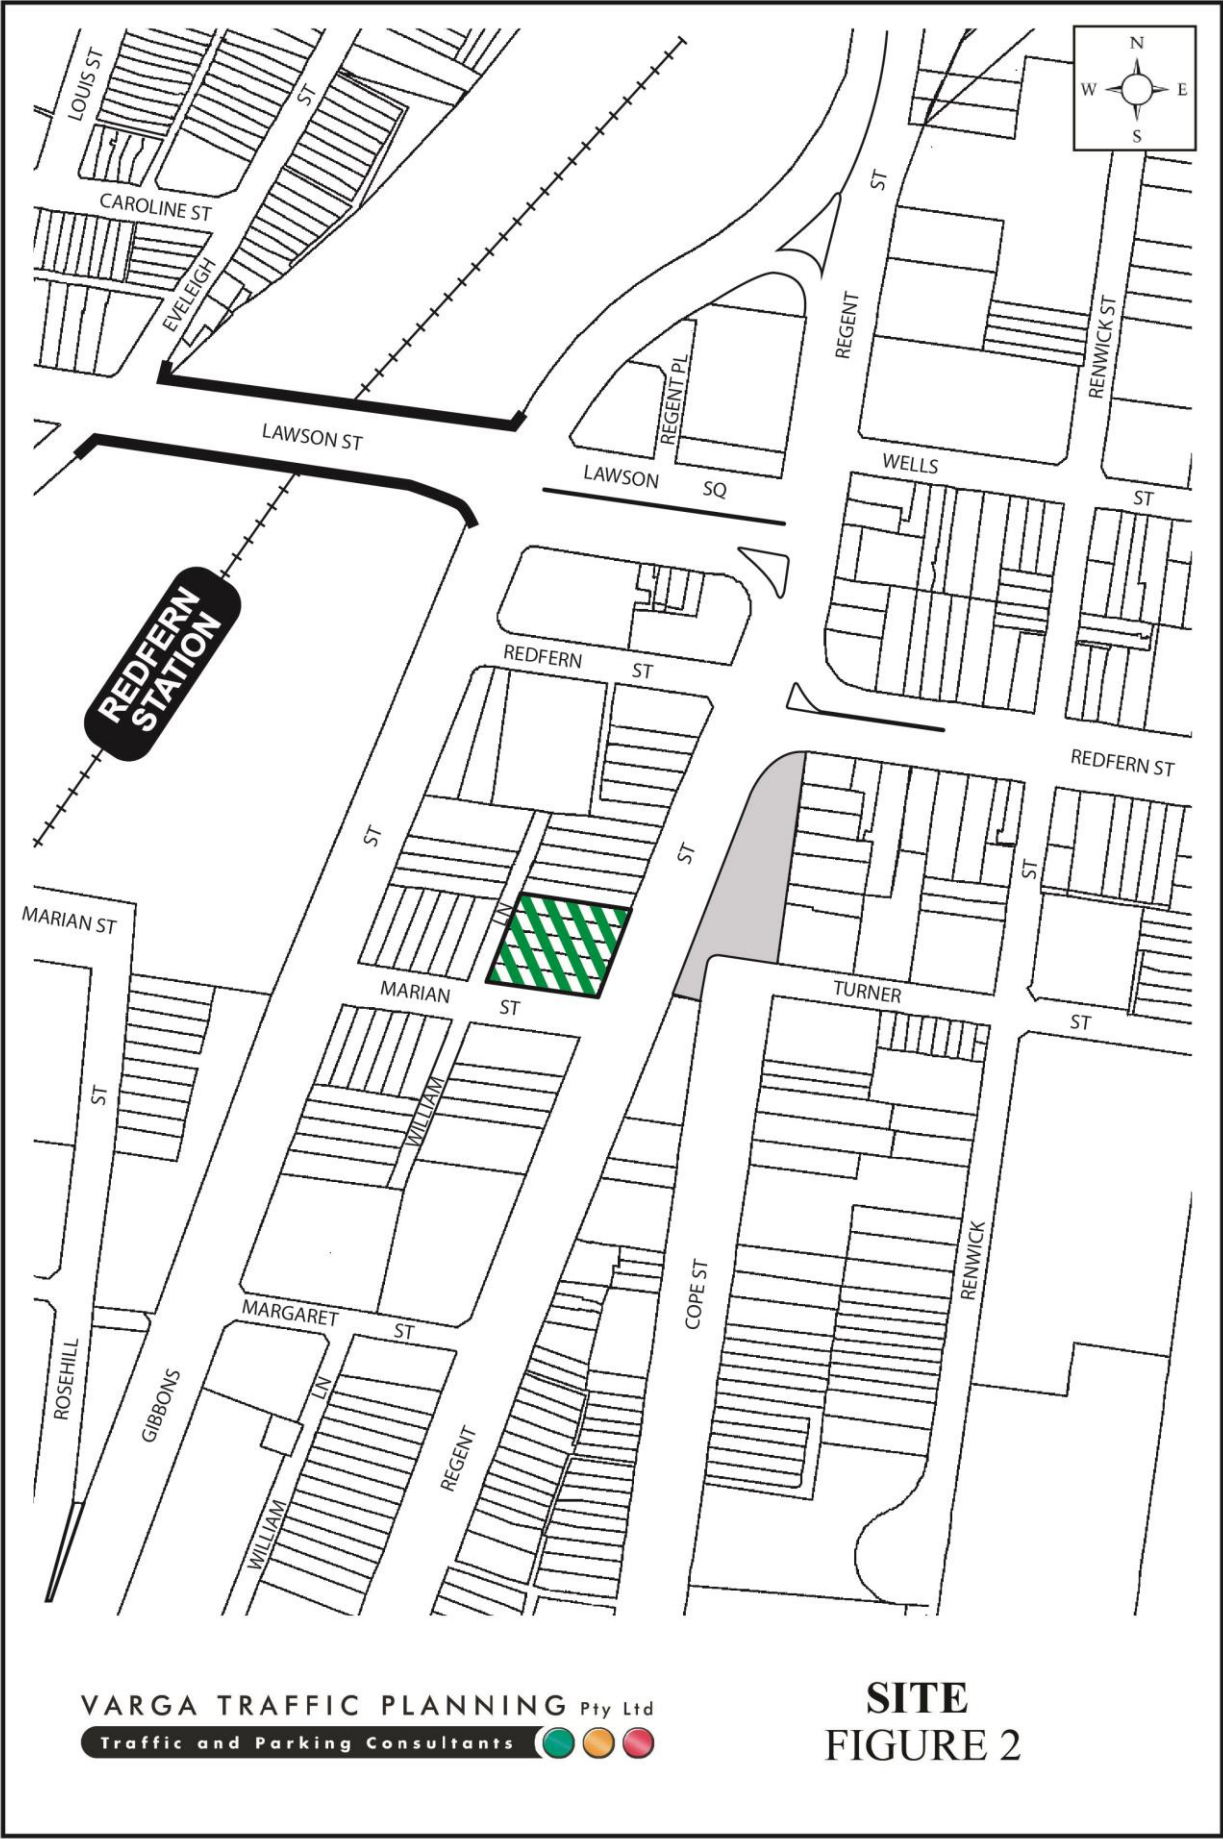 N
W E
S
LOUIS ST
ST
CAROLINE ST
EVELEIGH
ST
REGENT
RENWICK ST
REGENT PL
LAWSON ST
LAWSON SQ
WELLS
ST
REDFERN
STATION
REDFERN ST
REDFERN ST
ST
ST
ST
LN
MARIAN ST
MARIAN
ST
TURNER
ST
ST
WILLIAM
COPE ST
RENWICK
MARGARET
ST
ROSEHILL
GIBBONS
LN
REGENT
WILLIAM
VARGA TRAFFIC PLANNING Pty Ltd
Traffic and Parking Consultants
SITE
FIGURE 2